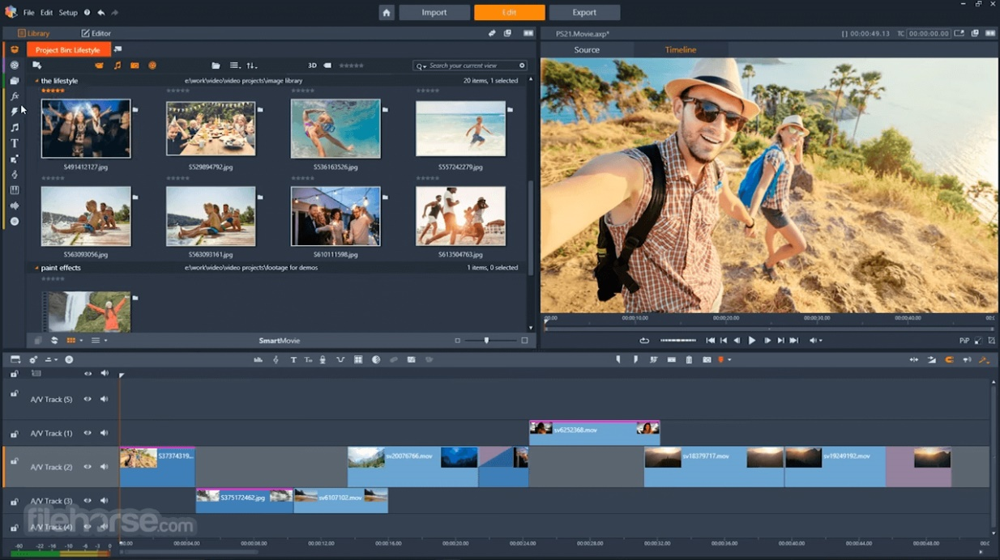 File Edit Setup
Import Edit Export
Library Editor
PS21.Movie.axp*
[ ] 00:00:49.13 TC 00:00:00.00
Project Bin: Lifestyle
Source Timeline
3D
Search your current view
the lifestyle e:\work\video\video projects\image library 20 items, 1 selected
S491412127.jpg S529894792.jpg S536163526.jpg S557242279.jpg
S563093056.jpg S563093161.jpg S610111598.jpg S613504763.jpg
paint effects e:\work\video\video projects\footage for demos 1 items, 0 selected
00:00:10.00 00:00:20.00 00:00:30.00 00:00:40.00
SmartMovie
PiP
A/V Track (5)
A/V Track (1) sv6252368.mov
A/V Track (2) S37374319... sv20076766.mov sv18379717.mov sv19249192.mov
A/V Track (3) S375172462.jpg sv6107102.mov
A/V Track (4)
filehorse.com
00:00:04.00 00:00:08.00 00:00:12.00 00:00:16.00 00:00:20.00 00:00:24.00 00:00:28.00 00:00:32.00 00:00:36.00 00:00:40.00 00:00:44.00 00:00:48.00
-60 -22 -16 -10 -6 -3 0